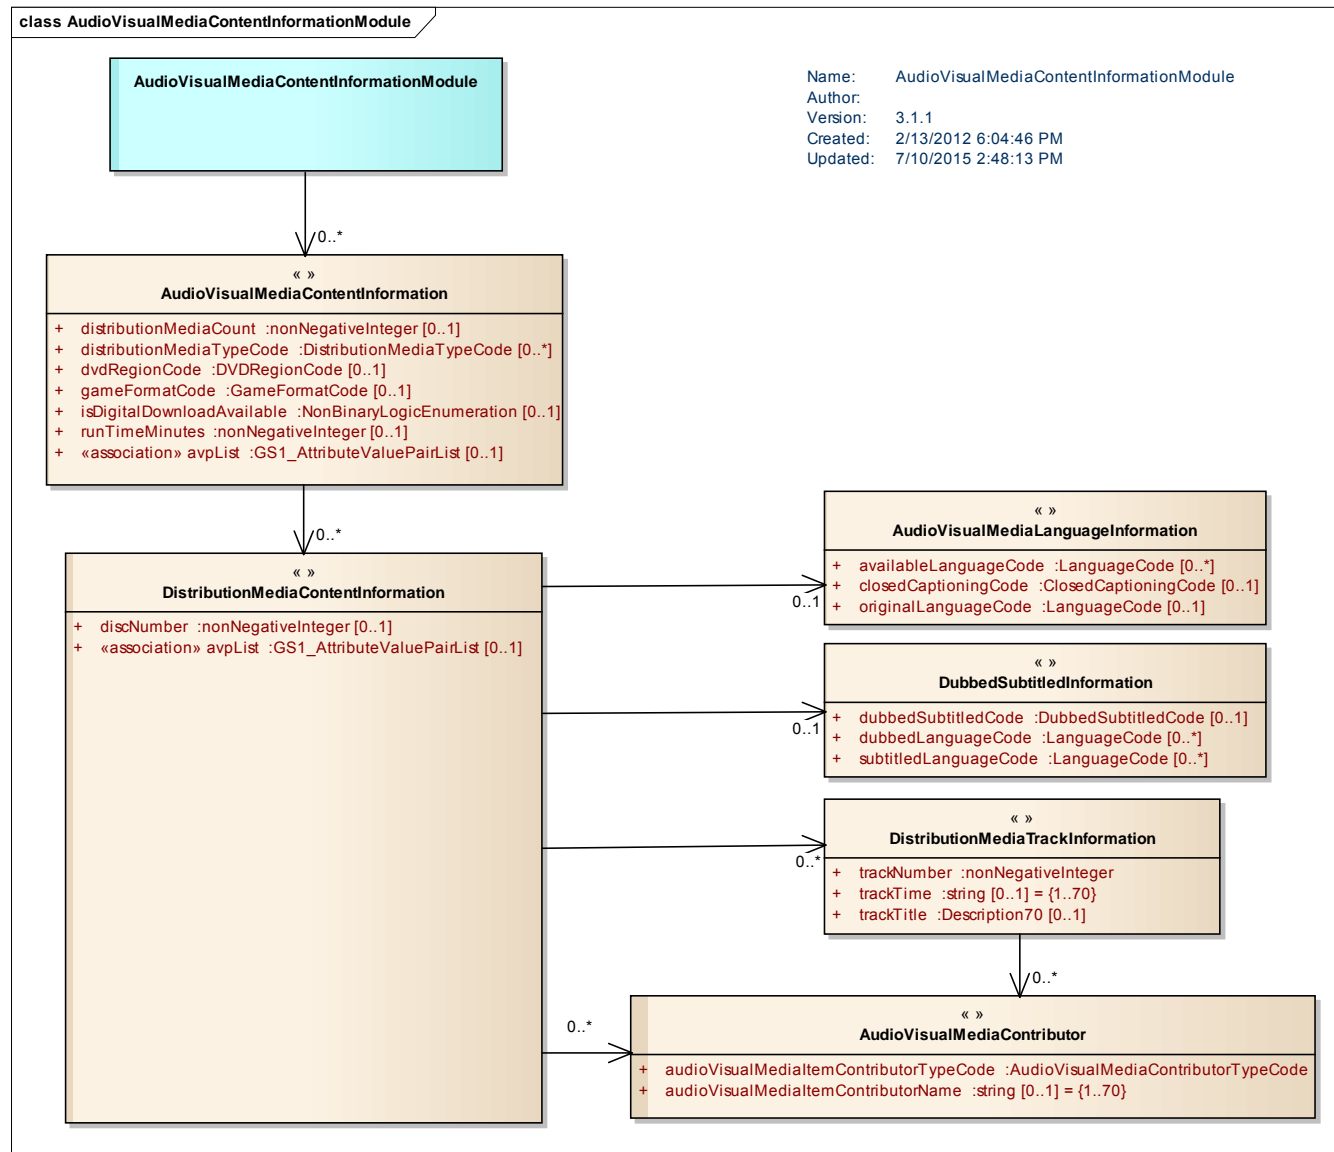 class AudioVisualMediaContentInformationModule
AudioVisualMediaContentInformationModule
Name: AudioVisualMediaContentInformationModule
Author:
Version: 3.1.1
Created: 2/13/2012 6:04:46 PM
Updated: 7/10/2015 2:48:13 PM
0..*
« »
AudioVisualMediaContentInformation
+ distributionMediaCount :nonNegativeInteger [0..1]
+ distributionMediaTypeCode :DistributionMediaTypeCode [0..*]
+ dvdRegionCode :DVDRegionCode [0..1]
+ gameFormatCode :GameFormatCode [0..1]
+ isDigitalDownloadAvailable :NonBinaryLogicEnumeration [0..1]
+ runTimeMinutes :nonNegativeInteger [0..1]
+ «association» avpList :GS1_AttributeValuePairList [0..1]
0..*
« »
DistributionMediaContentInformation
+ discNumber :nonNegativeInteger [0..1]
+ «association» avpList :GS1_AttributeValuePairList [0..1]
« »
AudioVisualMediaLanguageInformation
+ availableLanguageCode :LanguageCode [0..*]
+ closedCaptioningCode :ClosedCaptioningCode [0..1]
+ originalLanguageCode :LanguageCode [0..1]
0..1
« »
DubbedSubtitledInformation
+ dubbedSubtitledCode :DubbedSubtitledCode [0..1]
+ dubbedLanguageCode :LanguageCode [0..*]
+ subtitledLanguageCode :LanguageCode [0..*]
0..1
« »
DistributionMediaTrackInformation
+ trackNumber :nonNegativeInteger
+ trackTime :string [0..1] = {1..70}
+ trackTitle :Description70 [0..1]
0..*
0..*
0..*
« »
AudioVisualMediaContributor
+ audioVisualMediaItemContributorTypeCode :AudioVisualMediaContributorTypeCode
+ audioVisualMediaItemContributorName :string [0..1] = {1..70}